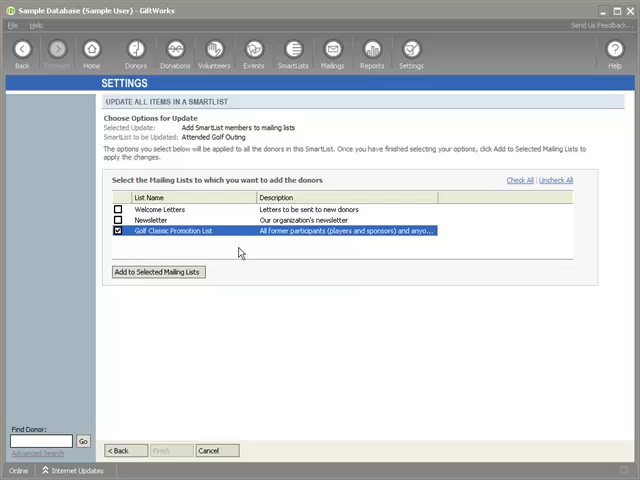 Sample Database (Sample User) - GiftWorks
File Help Send Us Feedback...
Back Forward Home Donors Donations Volunteers Events SmartLists Mailings Reports Settings Help
SETTINGS
UPDATE ALL ITEMS IN A SMARTLIST
Choose Options for Update
Selected Update: Add SmartList members to mailing lists
SmartList to be Updated: Attended Golf Outing
The options you select below will be applied to all the donors in this SmartList. Once you have finished selecting your options, click Add to Selected Mailing Lists to
apply the changes.
Select the Mailing Lists to which you want to add the donors Check All | Uncheck All
List Name Description
Welcome Letters Letters to be sent to new donors
Newsletter Our organization's newsletter
Golf Classic Promotion List All former participants (players and sponsors) and anyo...
Add to Selected Mailing Lists
Find Donor:
Go
Advanced Search
< Back Finish Cancel
Online Internet Updates